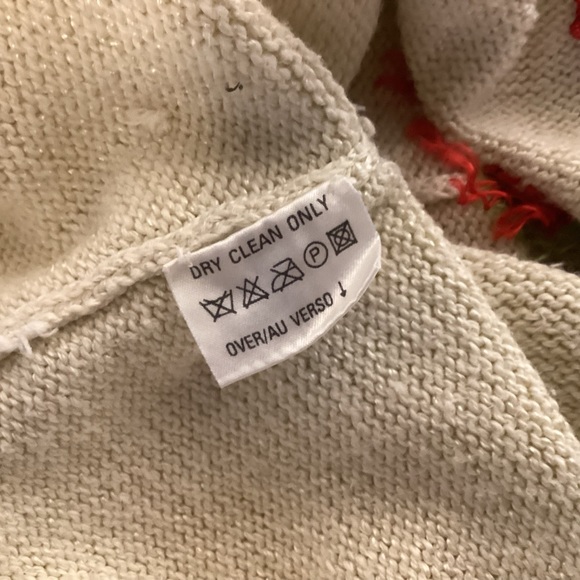 DRY CLEAN ONLY
P
OVER/AU VERSO ↓